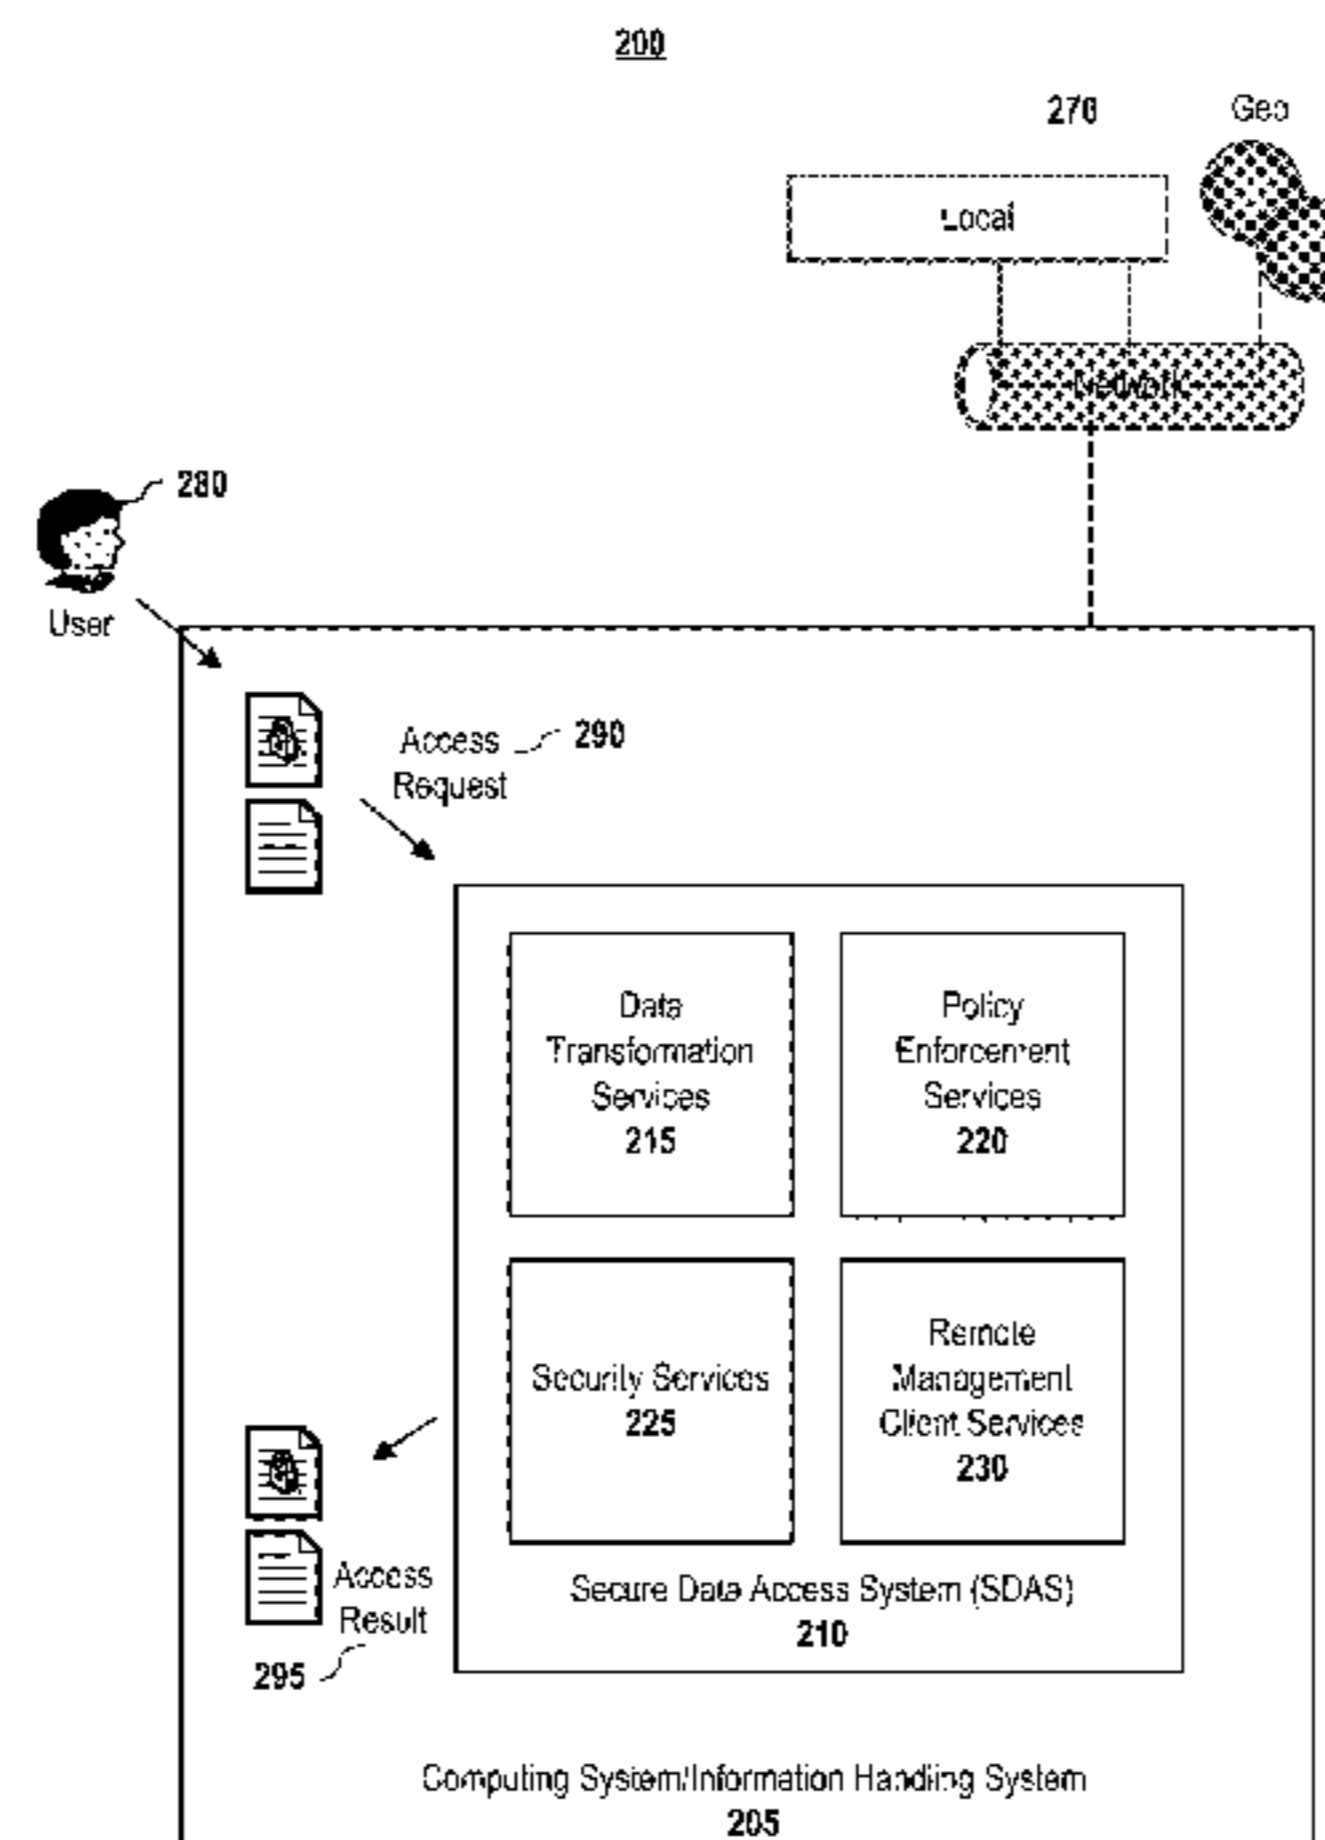 200
270
Geo
Local
Network
280
User
Access
Request
290
Data
Transformation
Services
215
Policy
Enforcement
Services
220
Security Services
225
Remote
Management
Client Services
230
Access
Result
295
Secure Data Access System (SDAS)
210
Computing System/Information Handling System
205